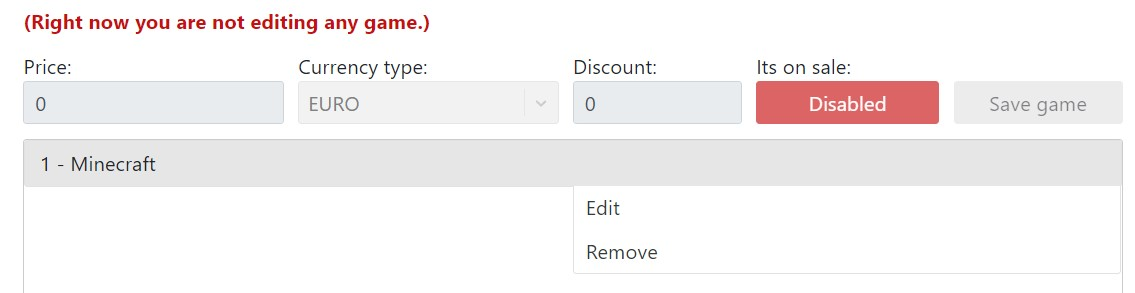 (Right now you are not editing any game.)
Price: Currency type: Discount: Its on sale:
0 EURO 0 Disabled Save game
1 - Minecraft
Edit
Remove